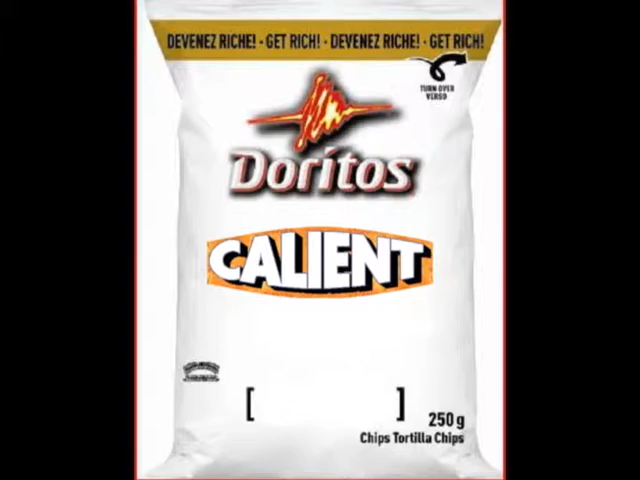 DEVENEZ RICHE! - GET RICH! - DEVENEZ RICHE! - GET RICH!
TURN OVER
VERSO
Doritos
CALIENT
[ ]
250 g
Chips Tortilla Chips